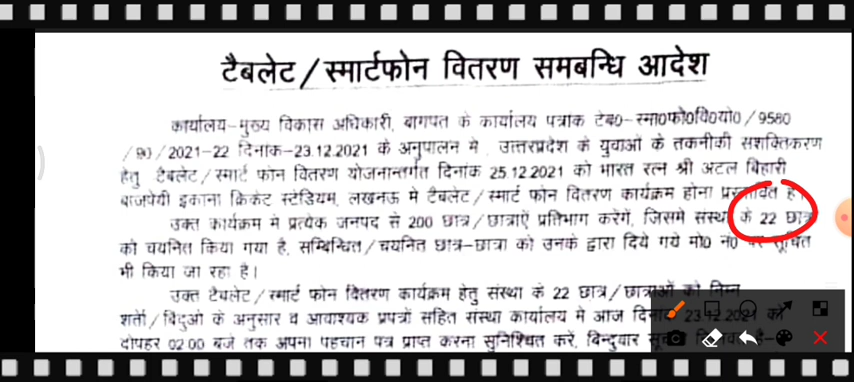 टैबलेट/स्मार्टफोन वितरण समबन्धि आदेश
कार्यालय-मुख्य विकास अधिकारी, बागपत के कार्यालय पत्रांक टेब0-स्मा0फो0वि0यो0/9580
/90/2021-22 दिनाक-23.12.2021 के अनुपालन मे, उत्तरप्रदेश के युवाओं के तकनीकी सशक्तिकरण
हेतु टैबलेट/स्मार्ट फोन वितरण योजनान्तर्गत दिनांक 25.12.2021 को भारत रत्न श्री अटल बिहारी
बाजपेयी इकाना क्रिकेट स्टेडियम, लखनऊ मे टैबलेट/स्मार्ट फोन वितरण कार्यक्रम होना प्रस्तावित है।
उक्त कार्यक्रम मे प्रत्येक जनपद से 200 छात्र/छात्राऐं प्रतिभाग करेगें, जिसमे संस्था के 22 छात्र
को चयनित किया गया है, सम्बिन्धित/चयनित छात्र-छात्रा को उनके द्वारा दिये गये मो0 न0 पर सूचित
भी किया जा रहा है।
उक्त टैबलेट/स्मार्ट फोन वितरण कार्यक्रम हेतु संस्था के 22 छात्र/छात्राओं को निम्न
शर्तो/बिंदुओ के अनुसार व आवाश्यक प्रपत्रों सहित संस्था कार्यालय मे आज दिनांक 23.12.2021 को
दोपहर 02:00 बजे तक अपना पहचान पत्र प्राप्त करना सुनिश्चित करें, बिन्दुवार